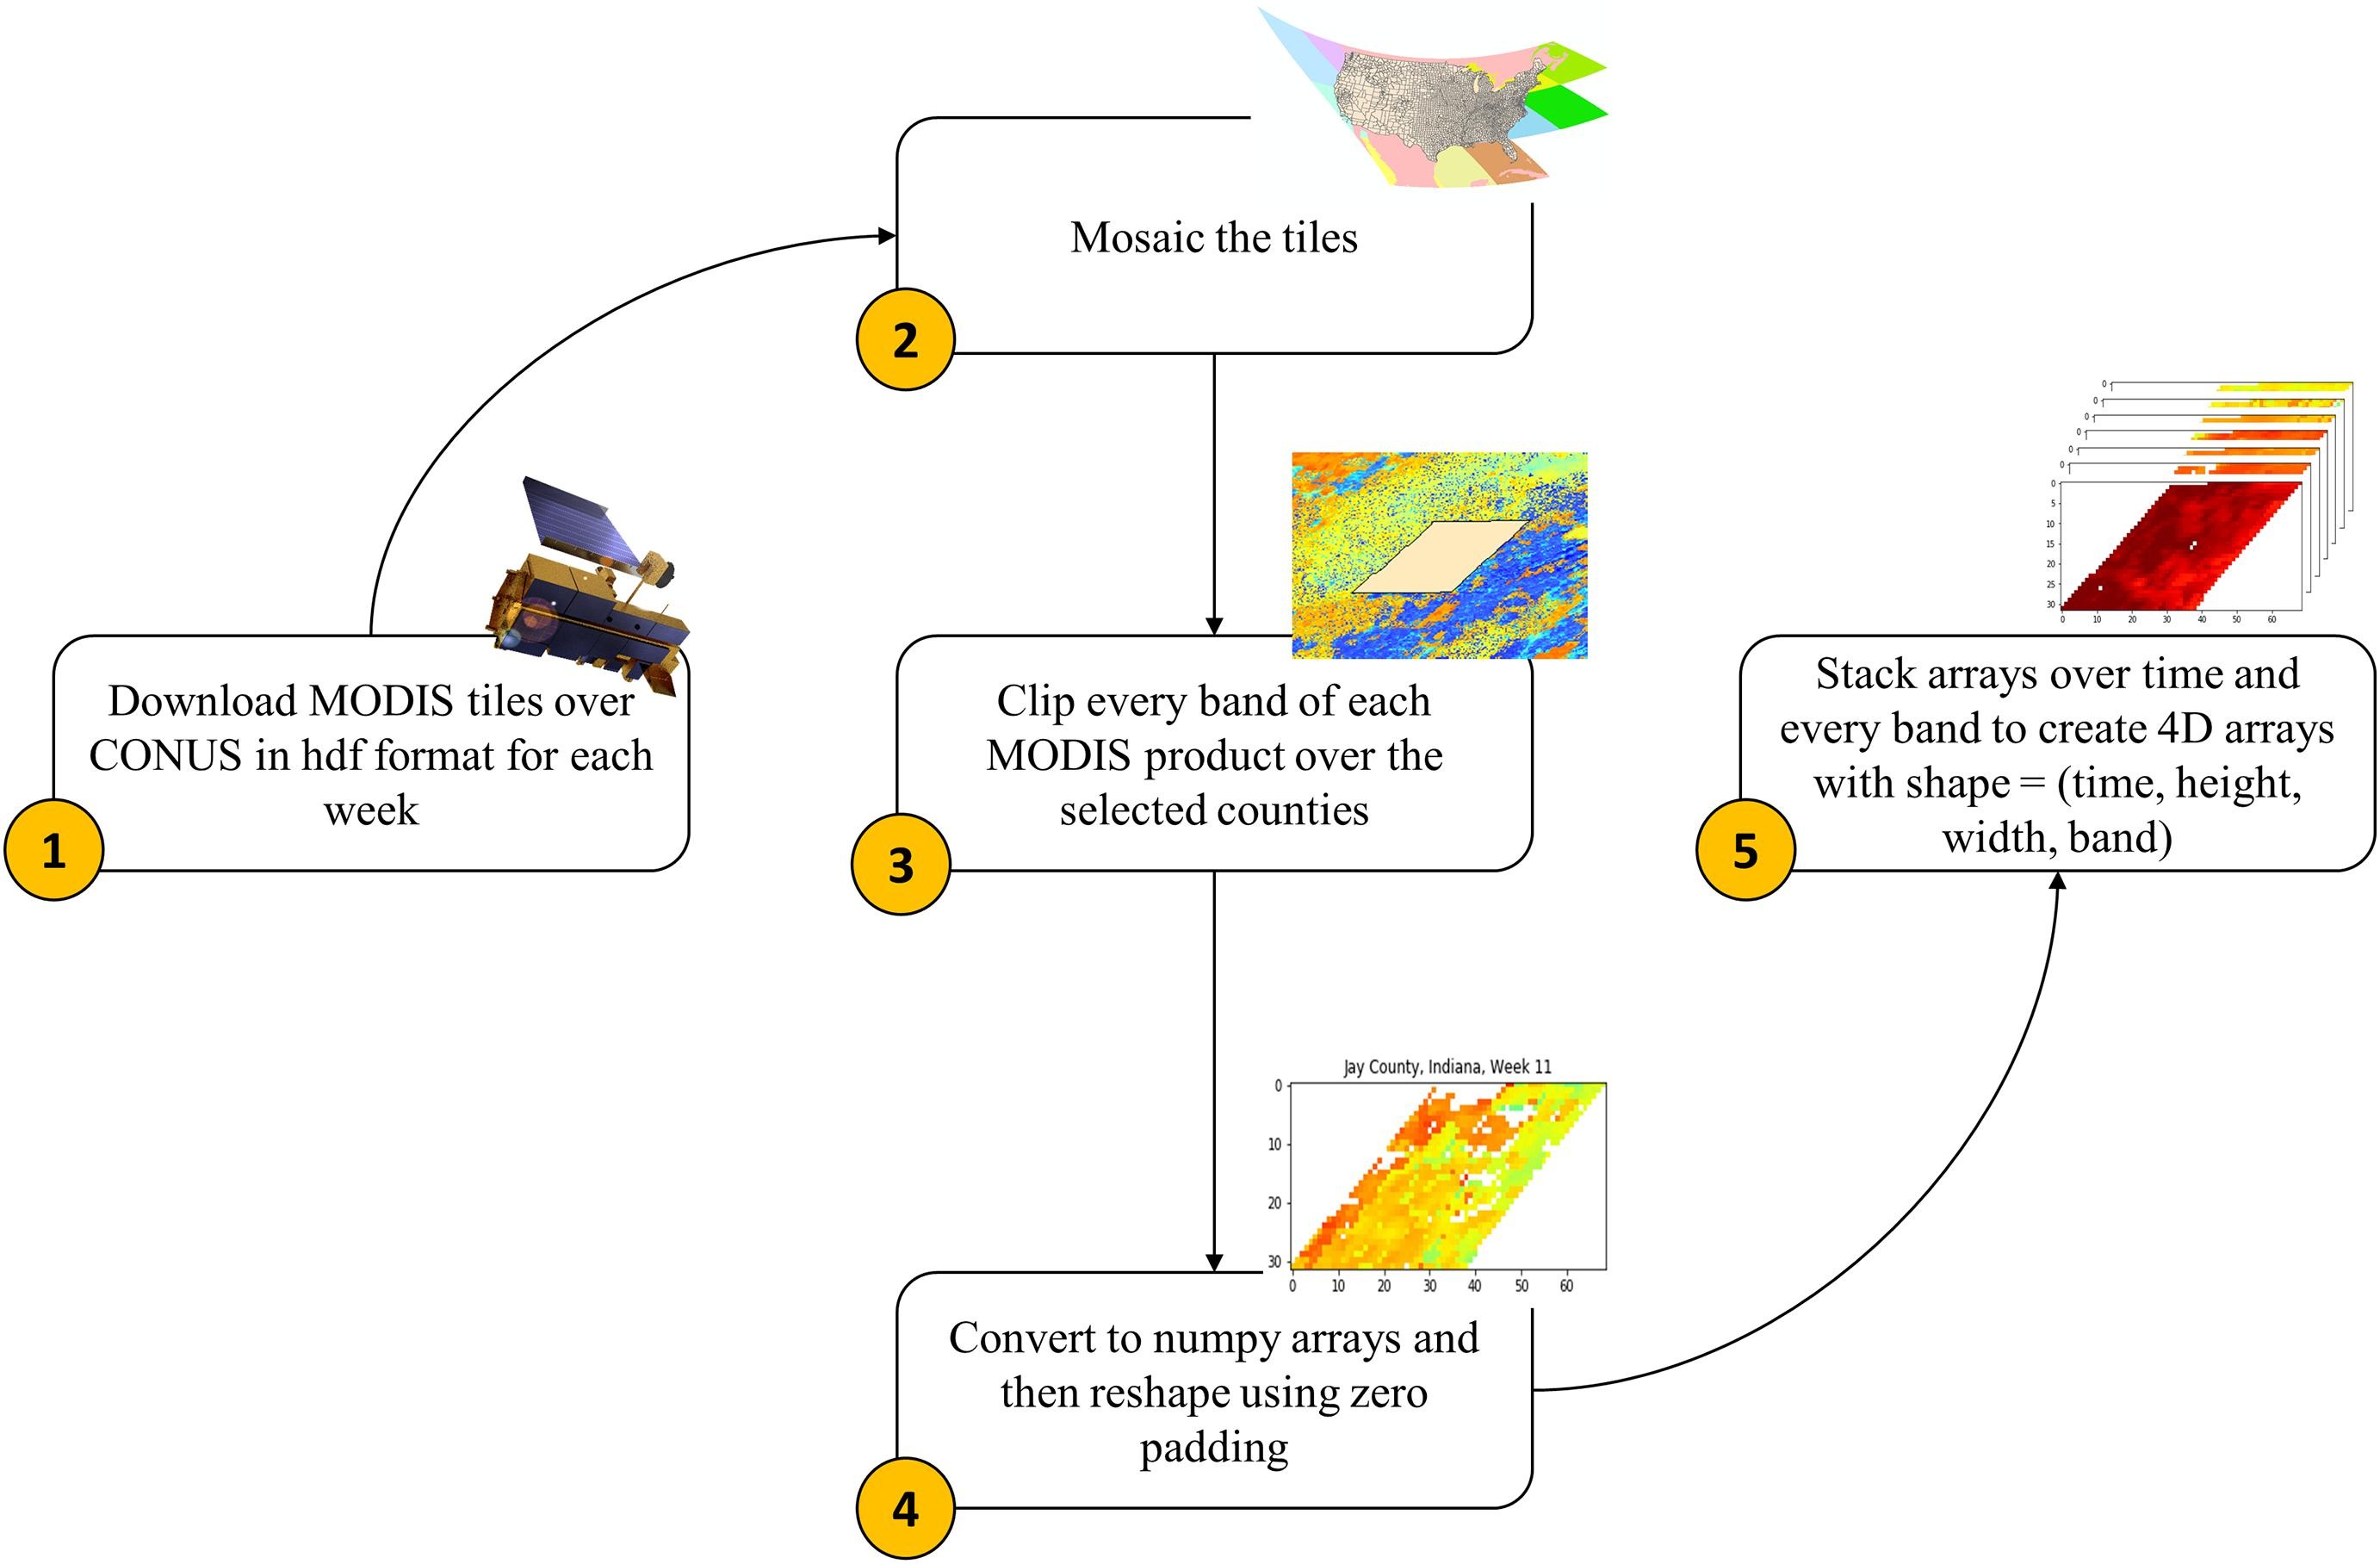 Mosaic the tiles
2
Download MODIS tiles over
CONUS in hdf format for each
week
1
Clip every band of each
MODIS product over the
selected counties
3
Jay County, Indiana, Week 11
0
10
20
30
0 10 20 30 40 50 60
Convert to numpy arrays and
then reshape using zero
padding
4
0
0
0
0
0
0
0
5
10
15
20
25
30
0 10 20 30 40 50 60
Stack arrays over time and
every band to create 4D arrays
with shape = (time, height,
width, band)
5